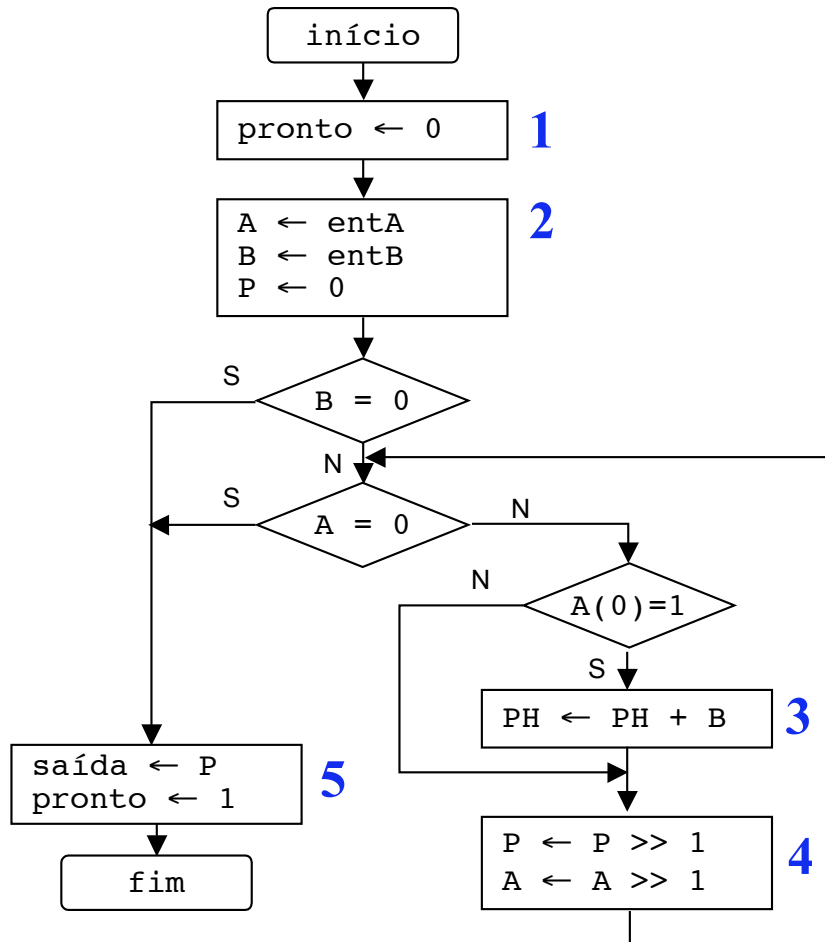 início
pronto ← 0
1
A ← entA
B ← entB
P ← 0
2
S
B = 0
N
S
A = 0
N
N
A(0)=1
S
PH ← PH + B
3
saída ← P
pronto ← 1
5
P ← P >> 1
A ← A >> 1
4
fim